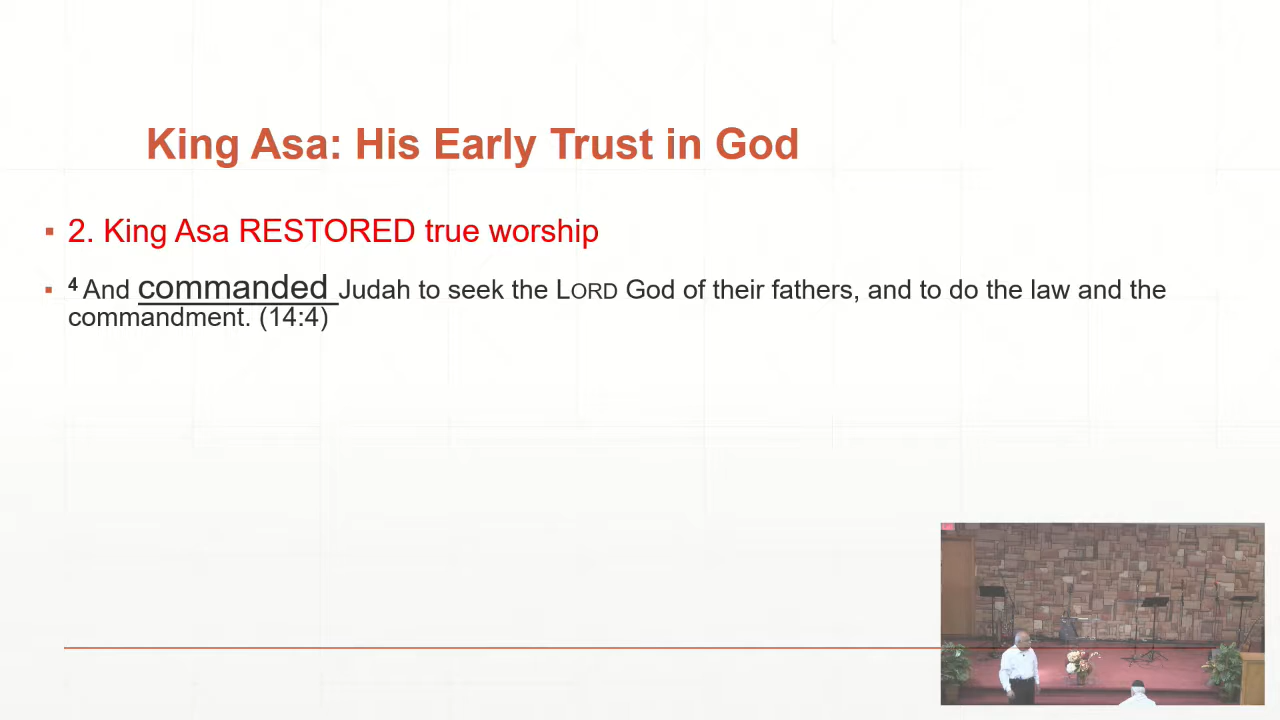 King Asa: His Early Trust in God
▪ 2. King Asa RESTORED true worship
▪ 4 And commanded Judah to seek the LORD God of their fathers, and to do the law and the
commandment. (14:4)